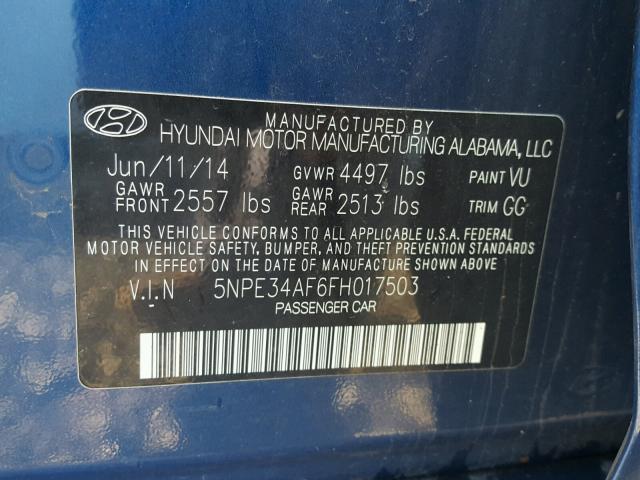 MANUFACTURED BY
HYUNDAI MOTOR MANUFACTURING ALABAMA, LLC
Jun/11/14 GVWR 4497 lbs PAINT VU
GAWR FRONT 2557 lbs GAWR REAR 2513 lbs TRIM GG
THIS VEHICLE CONFORMS TO ALL APPLICABLE U.S.A. FEDERAL
MOTOR VEHICLE SAFETY, BUMPER, AND THEFT PREVENTION STANDARDS
IN EFFECT ON THE DATE OF MANUFACTURE SHOWN ABOVE.
V.I.N 5NPE34AF6FH017503
PASSENGER CAR